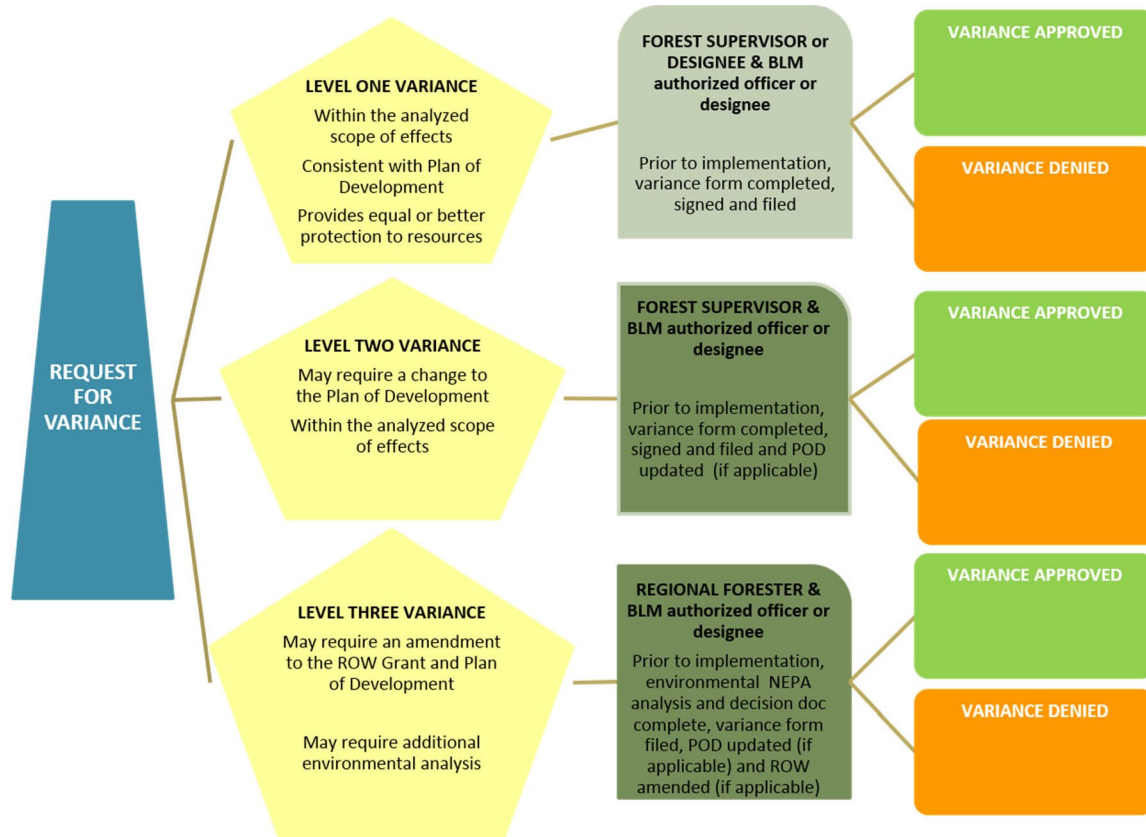 REQUEST
FOR
VARIANCE
LEVEL ONE VARIANCE
Within the analyzed
scope of effects
Consistent with Plan of
Development
Provides equal or better
protection to resources
FOREST SUPERVISOR or
DESIGNEE & BLM
authorized officer or
designee
Prior to implementation,
variance form completed,
signed and filed
VARIANCE APPROVED
VARIANCE DENIED
LEVEL TWO VARIANCE
May require a change to
the Plan of Development
Within the analyzed scope
of effects
FOREST SUPERVISOR &
BLM authorized officer or
designee
Prior to implementation,
variance form completed,
signed and filed and POD
updated (if applicable)
VARIANCE APPROVED
VARIANCE DENIED
LEVEL THREE VARIANCE
May require an amendment
to the ROW Grant and Plan
of Development
May require additional
environmental analysis
REGIONAL FORESTER &
BLM authorized officer or
designee
Prior to implementation,
environmental NEPA
analysis and decision doc
complete, variance form
filed, POD updated (if
applicable) and ROW
amended (if applicable)
VARIANCE APPROVED
VARIANCE DENIED